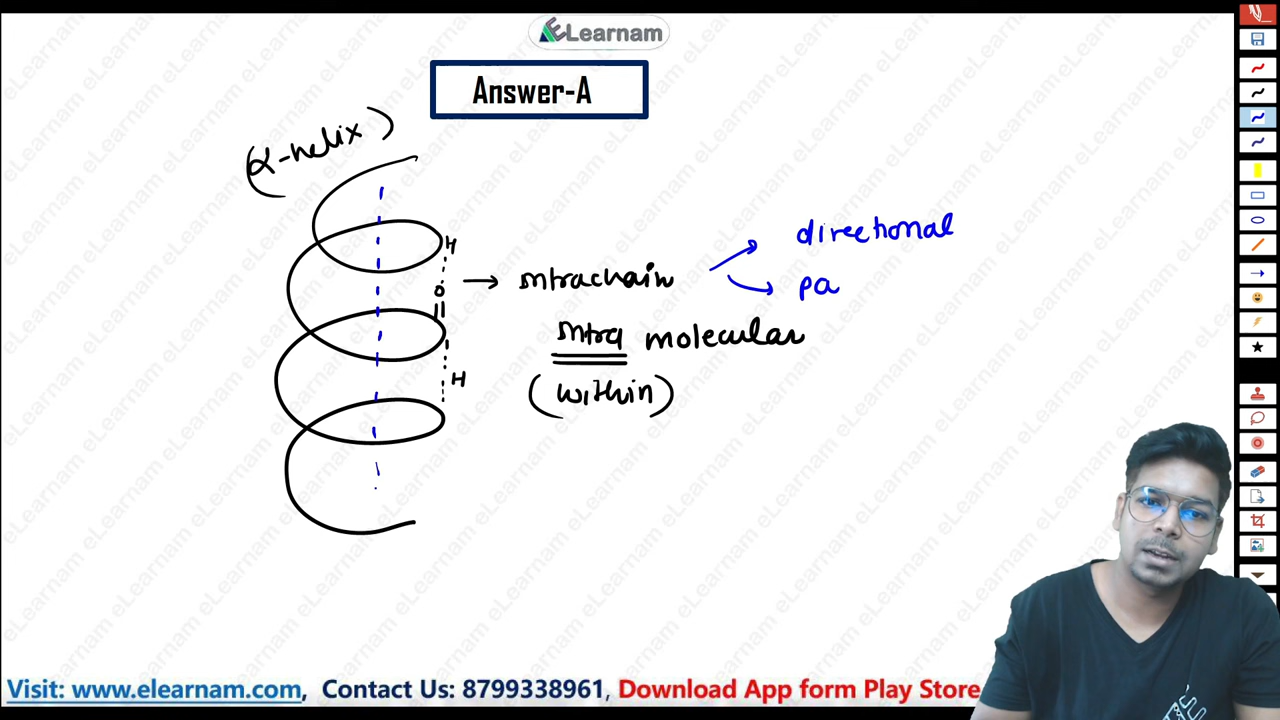 eLearnam
Answer-A
(α-helix)
H
O
H
→ intrachain
intra molecular
(within)
directional
pa
Visit: www.elearnam.com, Contact Us: 8799338961, Download App form Play Store